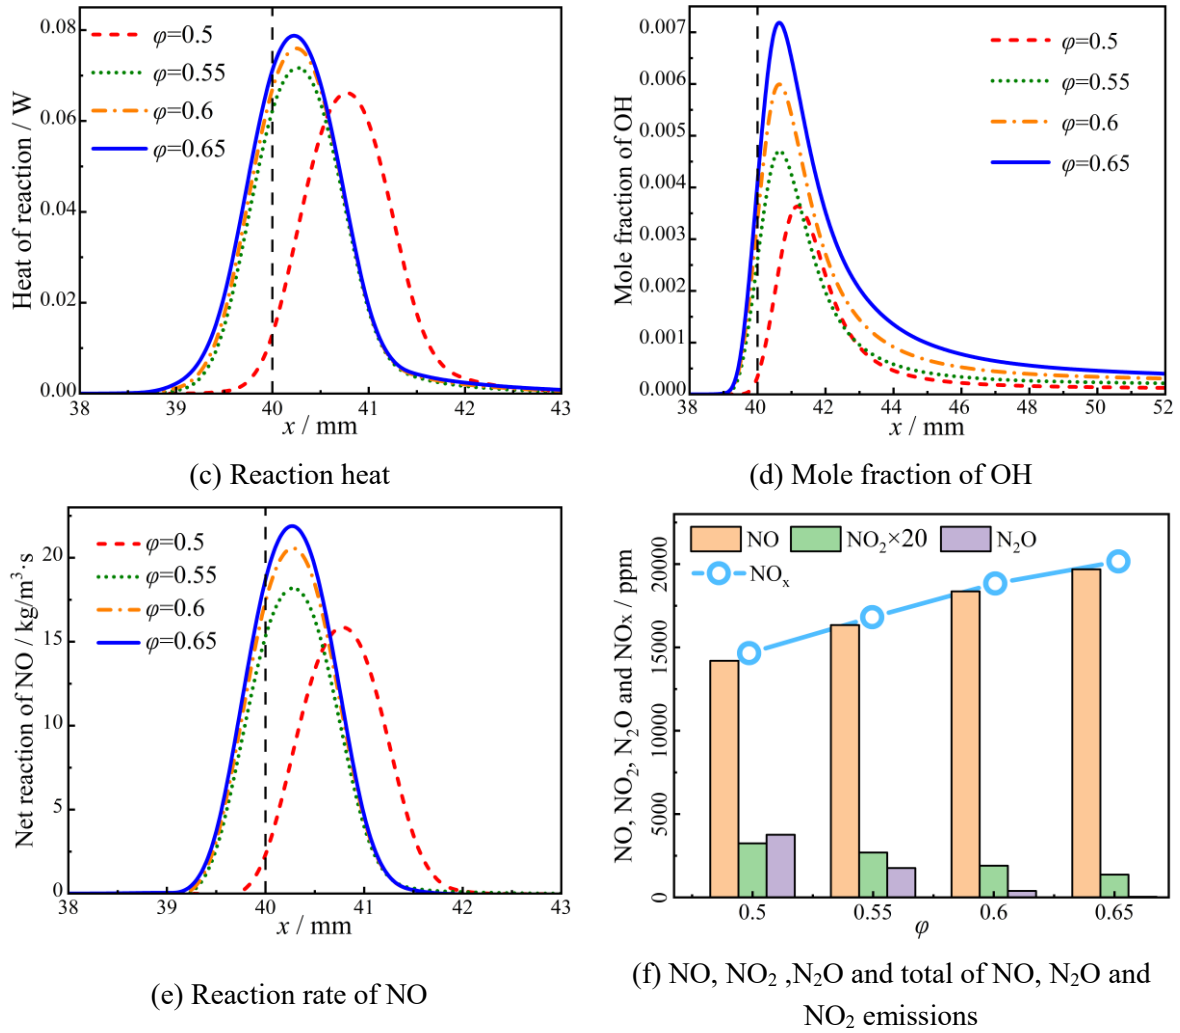 0.08
0.06
0.04
0.02
0.00
Heat of reaction / W
φ=0.5
φ=0.55
φ=0.6
φ=0.65
38 39 40 41 42 43
x / mm
(c) Reaction heat
0.007
0.006
0.005
0.004
0.003
0.002
0.001
0.000
Mole fraction of OH
φ=0.5
φ=0.55
φ=0.6
φ=0.65
38 40 42 44 46 48 50 52
x / mm
(d) Mole fraction of OH
20
15
10
5
0
Net reaction of NO / kg/m³·s
φ=0.5
φ=0.55
φ=0.6
φ=0.65
38 39 40 41 42 43
x / mm
(e) Reaction rate of NO
20000
15000
10000
5000
0
NO, NO₂, N₂O and NOx / ppm
NO NO₂×20 N₂O
NOₓ
0.5 0.55 0.6 0.65
φ
(f) NO, NO₂ ,N₂O and total of NO, N₂O and
NO₂ emissions